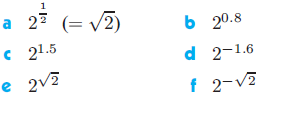 a 2^{1/2} (= √2) b 2^{0.8}
c 2^{1.5} d 2^{−1.6}
e 2^{√2} f 2^{−√2}